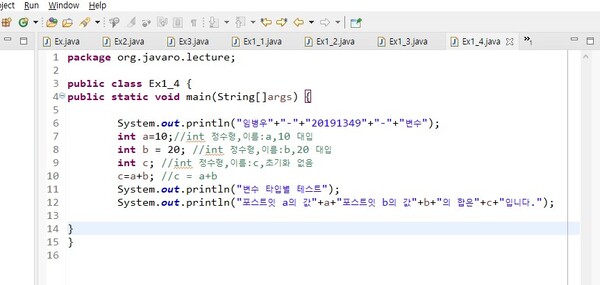 ject Run Window Help
Ex.java Ex2.java Ex3.java Ex1_1.java Ex1_2.java Ex1_3.java Ex1_4.java
1 package org.javaro.lecture;
2
3 public class Ex1_4 {
4 public static void main(String[]args) {
5
6 System.out.println("임병우"+"-"+"20191349"+"-"+"변수");
7 int a=10;//int 정수형,이름:a,10 대입
8 int b = 20; //int 정수형,이름:b,20 대입
9 int c; //int 정수형,이름:c,초기화 없음
10 c=a+b; //c = a+b
11 System.out.println("변수 타입별 테스트");
12 System.out.println("포스트잇 a의 값"+a+"포스트잇 b의 값"+b+"의 합은"+c+"입니다.");
13
14 }
15 }
16